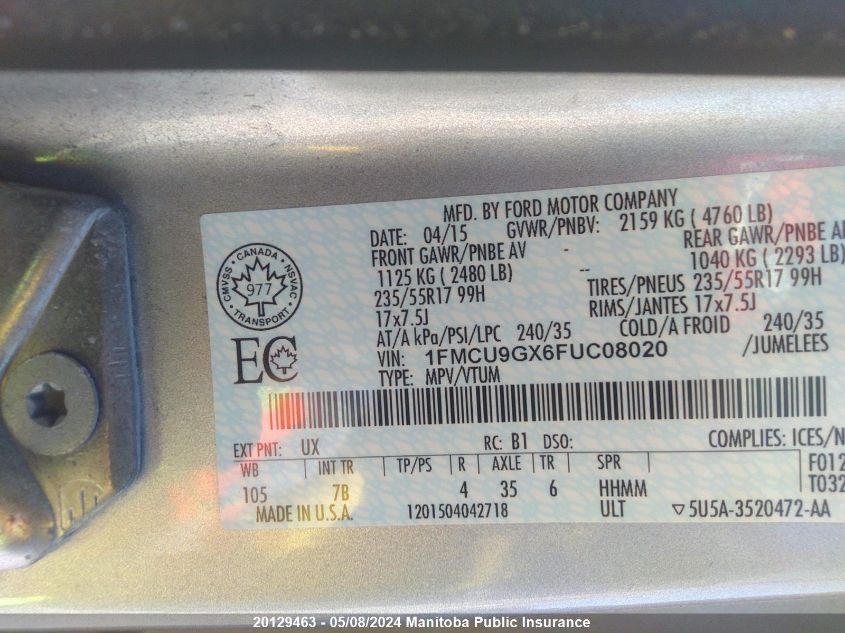 MFD. BY FORD MOTOR COMPANY
DATE: 04/15 GVWR/PNBV: 2159 KG ( 4760 LB)
FRONT GAWR/PNBE AV - REAR GAWR/PNBE
1125 KG ( 2480 LB) -- 1040 KG ( 2293 LB)
235/55R17 99H TIRES/PNEUS 235/55R17 99H
17x7.5J RIMS/JANTES 17x7.5J
AT/A kPa/PSI/LPC 240/35 COLD/A FROID 240/35
VIN: 1FMCU9GX6FUC08020 /JUMELEES
TYPE: MPV/VTUM
CANADA
CMVSS NSVAC
977
TRANSPORT
EC
EXT PNT: UX RC: B1 DSO: COMPLIES: ICES/N
WB INT TR TP/PS R AXLE TR SPR F012
105 7B 4 35 6 HHMM T032
MADE IN U.S.A. 1201504042718 ULT ▽5U5A-3520472-AA
20129463 - 05/08/2024 Manitoba Public Insurance